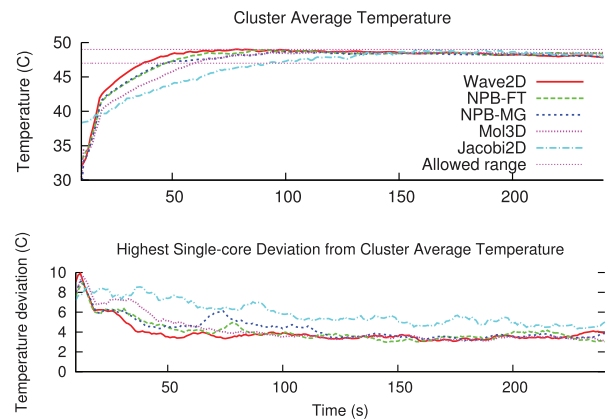 Cluster Average Temperature
Temperature (C)
50
45
40
35
30
Wave2D
NPB-FT
NPB-MG
Mol3D
Jacobi2D
Allowed range
50
100
150
200
Highest Single-core Deviation from Cluster Average Temperature
Temperature deviation (C)
10
8
6
4
2
0
50
100
150
200
Time (s)